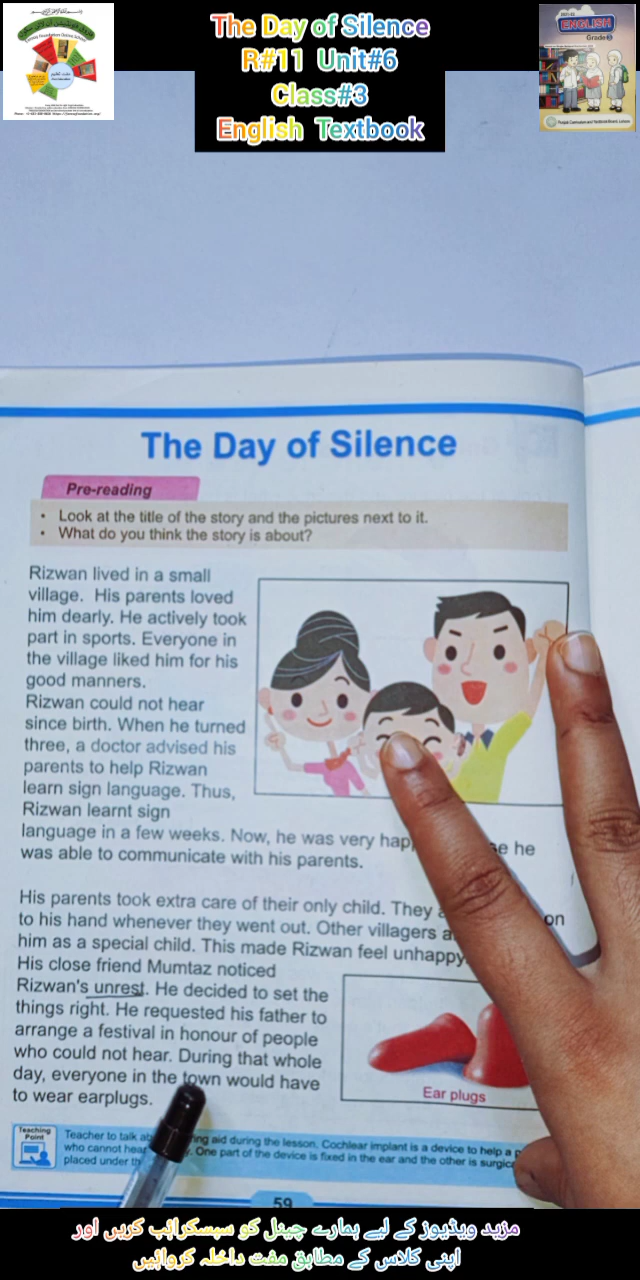 The Day of Silence
R#11 Unit#6
Class#3
English Textbook
ENGLISH
Grade 3
Punjab Curriculum and Textbook Board, Lahore
The Day of Silence
Pre-reading
• Look at the title of the story and the pictures next to it.
• What do you think the story is about?
Rizwan lived in a small
village. His parents loved
him dearly. He actively took
part in sports. Everyone in
the village liked him for his
good manners.
Rizwan could not hear
since birth. When he turned
three, a doctor advised his
parents to help Rizwan
learn sign language. Thus,
Rizwan learnt sign
language in a few weeks. Now, he was very he
was able to communicate with his parents.
His parents took extra care of their only child. They on
to his hand whenever they went out. Other villagers
him as a special child. This made Rizwan feel unhappy
His close friend Mumtaz noticed
Rizwan's unrest. He decided to set the
things right. He requested his father to
arrange a festival in honour of people
who could not hear. During that whole
day, everyone in the town would have
to wear earplugs.
Ear plugs
Teaching
Point
Teacher to talk aid during the lesson. Cochlear implant is a device to help a
who cannot hear One part of the device is fixed in the ear and the other is
placed under
59
مزید ویڈیوز کے لیے ہمارے چینل کو سبسکرائب کریں اور
اپنی کلاس کے مطابق مفت داخلہ کروائیں